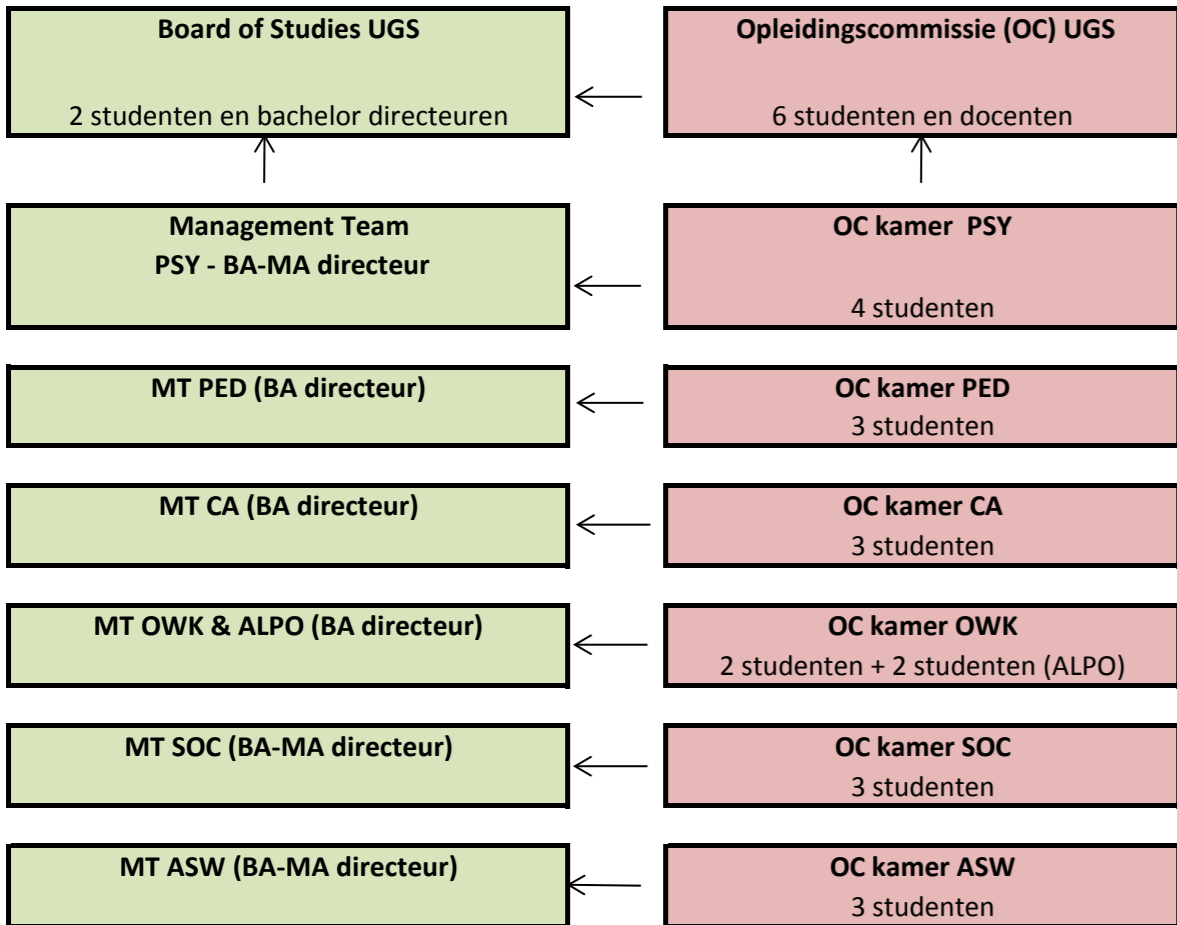 Board of Studies UGS
2 studenten en bachelor directeuren
Opleidingscommissie (OC) UGS
6 studenten en docenten
Management Team
PSY - BA-MA directeur
OC kamer PSY
4 studenten
MT PED (BA directeur)
OC kamer PED
3 studenten
MT CA (BA directeur)
OC kamer CA
3 studenten
MT OWK & ALPO (BA directeur)
OC kamer OWK
2 studenten + 2 studenten (ALPO)
MT SOC (BA-MA directeur)
OC kamer SOC
3 studenten
MT ASW (BA-MA directeur)
OC kamer ASW
3 studenten